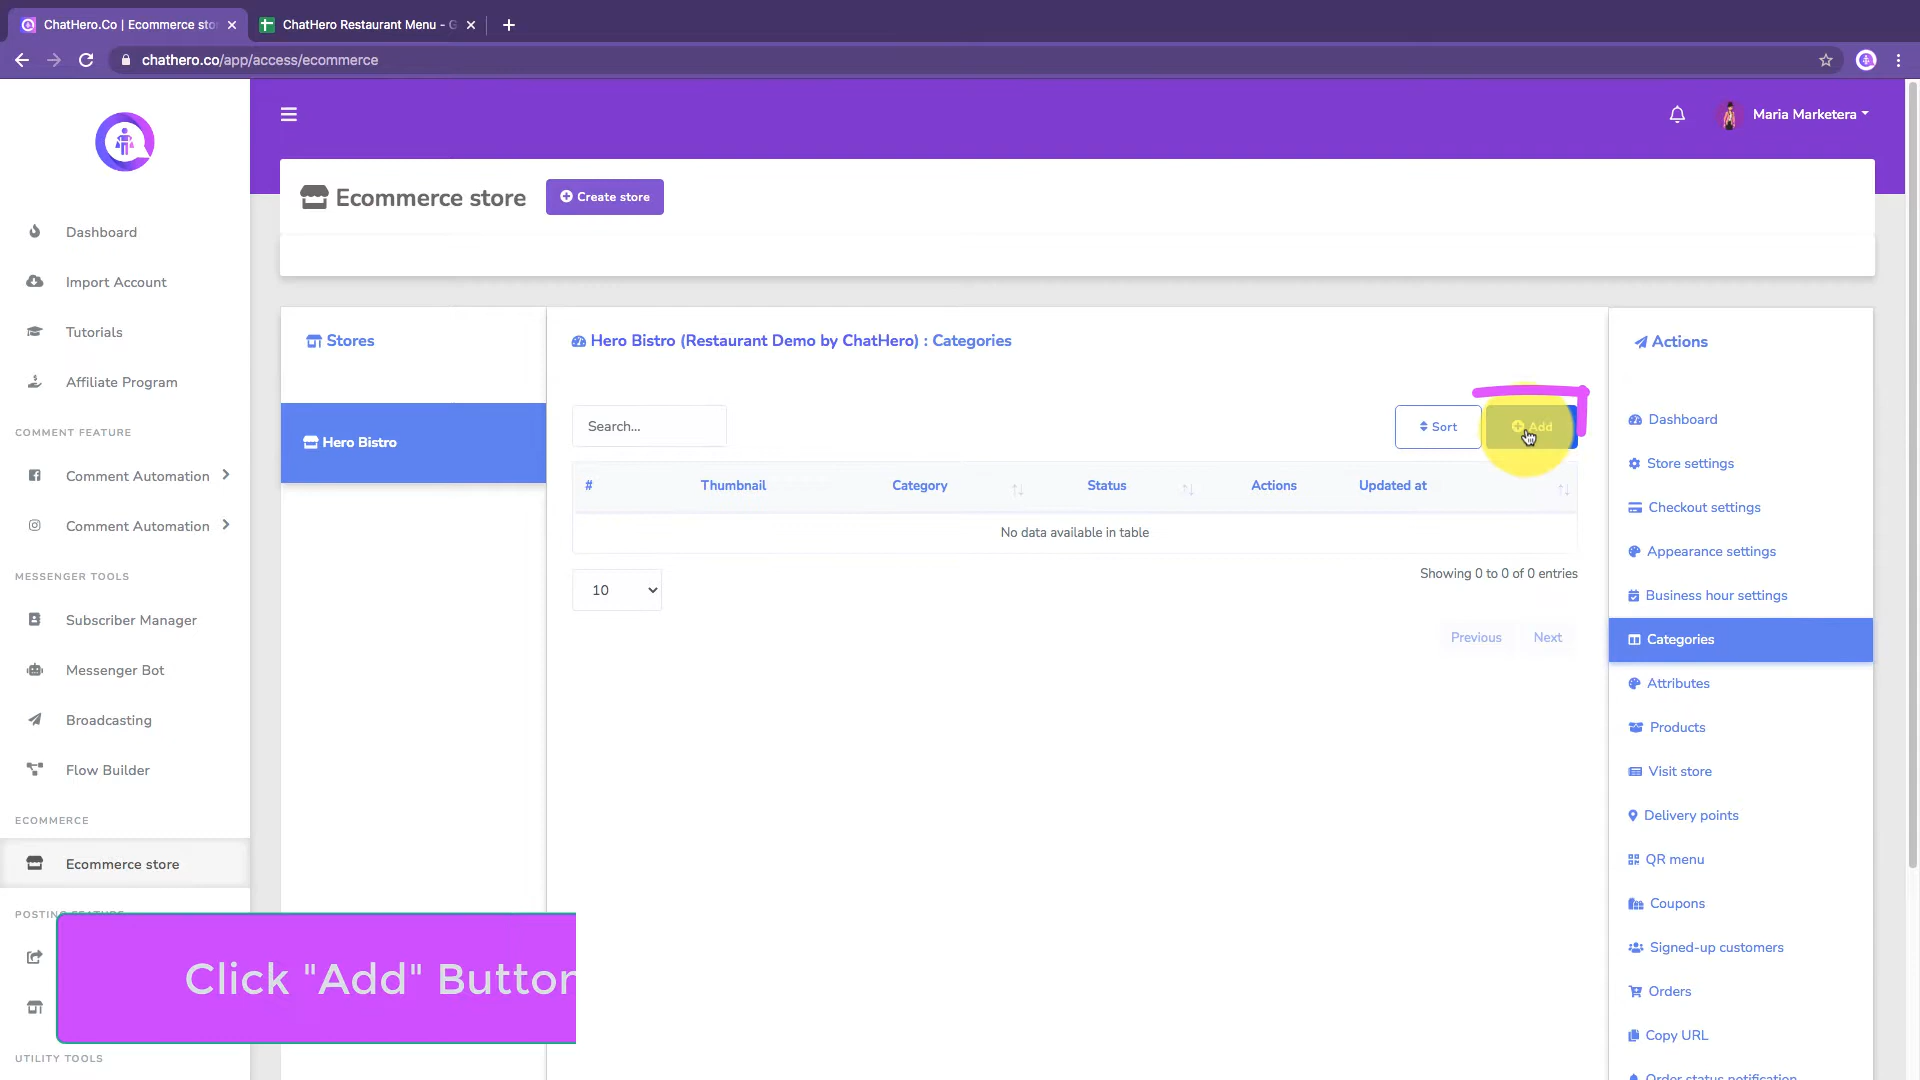 ChatHero.Co | Ecommerce sto
ChatHero Restaurant Menu - G
chathero.co/app/access/ecommerce
Maria Marketera
Ecommerce store
Create store
Dashboard
Import Account
Tutorials
Affiliate Program
COMMENT FEATURE
Comment Automation
Comment Automation
MESSENGER TOOLS
Subscriber Manager
Messenger Bot
Broadcasting
Flow Builder
ECOMMERCE
Ecommerce store
POSTING FEATURE
UTILITY TOOLS
Stores
Hero Bistro
Hero Bistro (Restaurant Demo by ChatHero) : Categories
Search...
Sort
Add
# Thumbnail Category Status Actions Updated at
No data available in table
10
Showing 0 to 0 of 0 entries
Previous Next
Actions
Dashboard
Store settings
Checkout settings
Appearance settings
Business hour settings
Categories
Attributes
Products
Visit store
Delivery points
QR menu
Coupons
Signed-up customers
Orders
Copy URL
Order status notification
Click "Add" Button